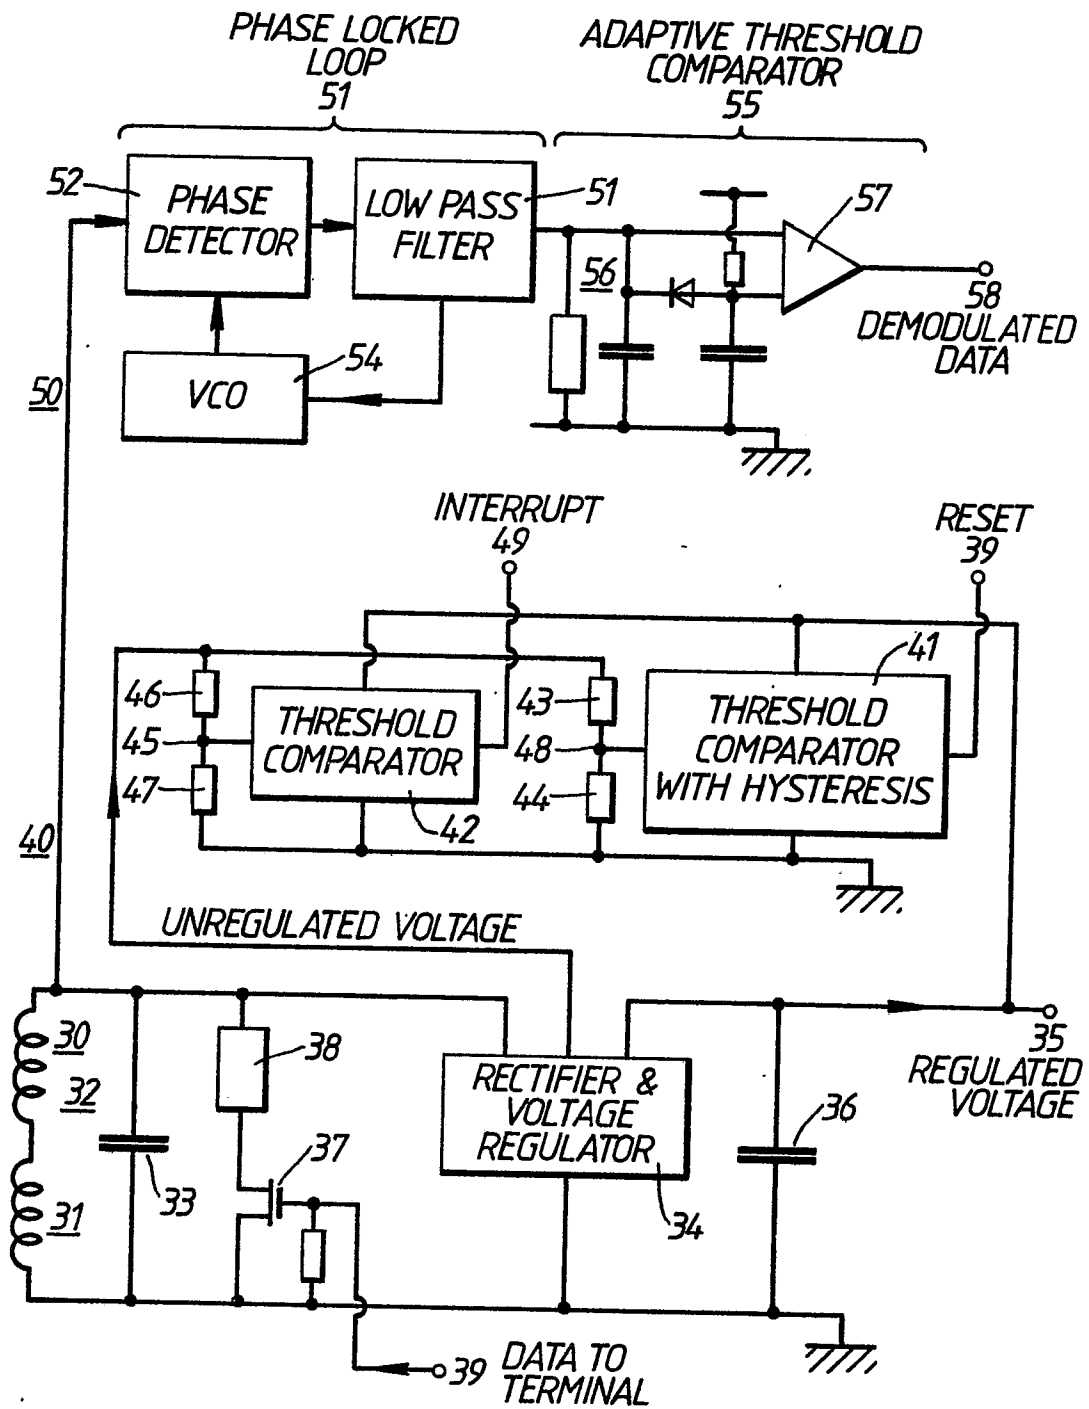 PHASE LOCKED
LOOP
51
ADAPTIVE THRESHOLD
COMPARATOR
55
52
PHASE
DETECTOR
LOW PASS
FILTER
51
57
56
58
DEMODULATED
DATA
54
VCO
50
INTERRUPT
49
RESET
39
41
46
THRESHOLD
COMPARATOR
45
47
42
43
48
44
THRESHOLD
COMPARATOR
WITH HYSTERESIS
40
UNREGULATED VOLTAGE
30
32
38
RECTIFIER &
VOLTAGE
REGULATOR
35
REGULATED
VOLTAGE
36
37
33
31
34
39
DATA TO
TERMINAL